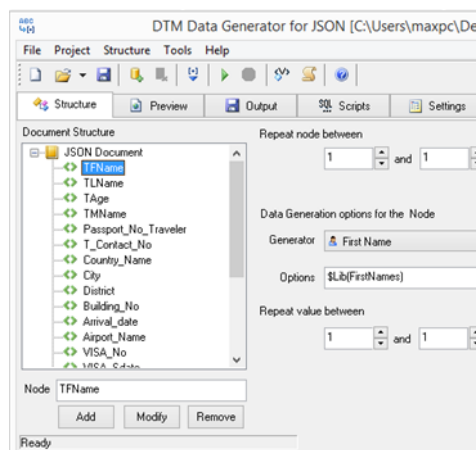 DTM Data Generator for JSON [C:\Users\maxpc\De
File Project Structure Tools Help
Structure Preview Output SQL Scripts Settings
Document Structure
JSON Document
TFName
TLName
TAge
TMName
Passport_No_Traveler
T_Contact_No
Country_Name
City
District
Building_No
Arrival_date
Airport_Name
VISA_No
VISA_Sdate
Node TFName
Add Modify Remove
Ready
Repeat node between
1 and 1
Data Generation options for the Node
Generator First Name
Options $Lib(FirstNames)
Repeat value between
1 and 1